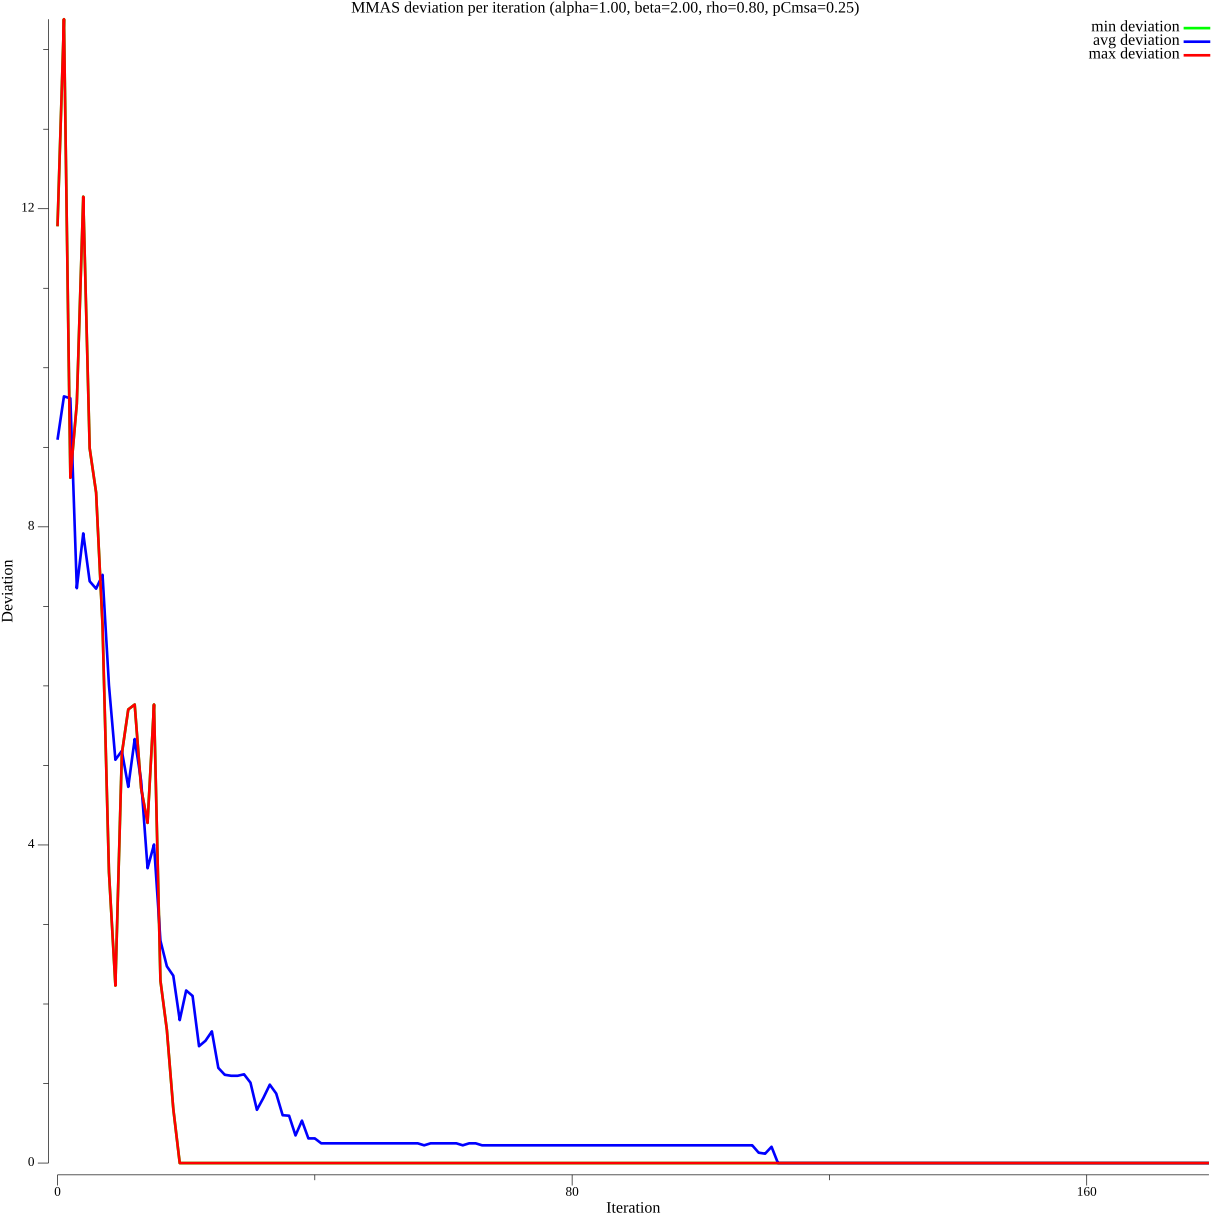 MMAS deviation per iteration (alpha=1.00, beta=2.00, rho=0.80, pCmsa=0.25)
min deviation
avg deviation
max deviation
12
8
4
0
Deviation
0 80 160
Iteration